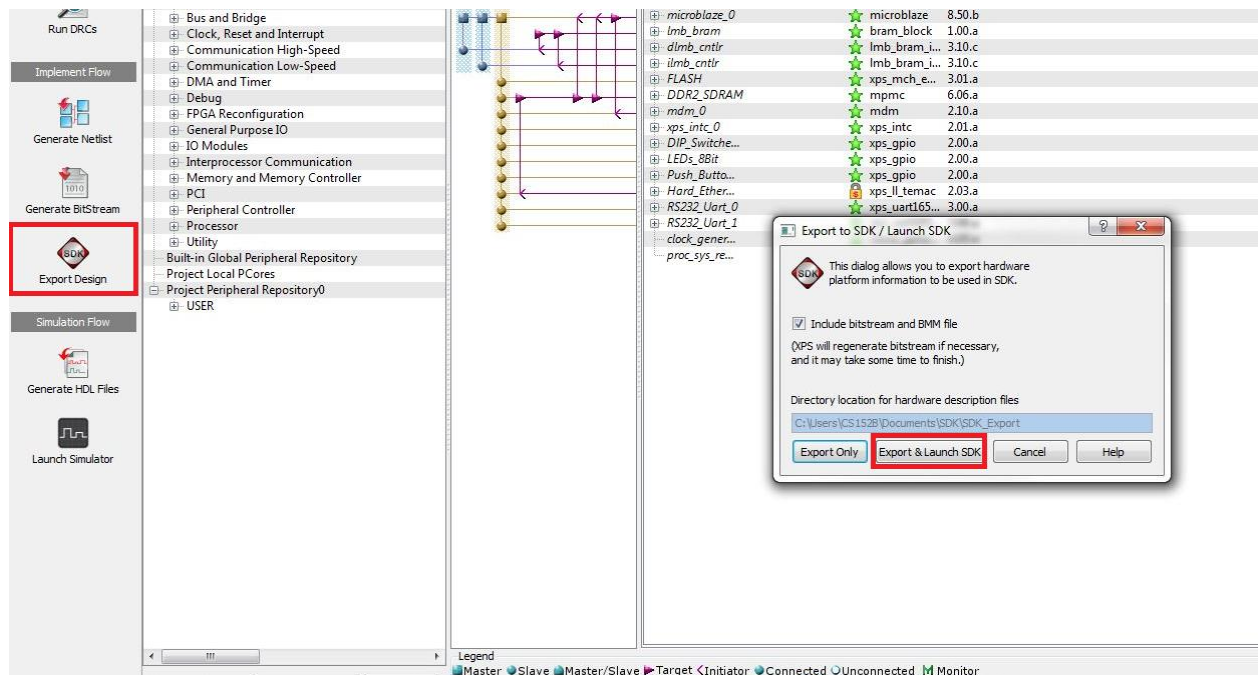 Run DRCs
Implement Flow
Generate Netlist
1010
Generate BitStream
SDK
Export Design
Simulation Flow
Generate HDL Files
Launch Simulator
Bus and Bridge
Clock, Reset and Interrupt
Communication High-Speed
Communication Low-Speed
DMA and Timer
Debug
FPGA Reconfiguration
General Purpose IO
IO Modules
Interprocessor Communication
Memory and Memory Controller
PCI
Peripheral Controller
Processor
Utility
Built-in Global Peripheral Repository
Project Local PCores
Project Peripheral Repository0
USER
microblaze_0 microblaze 8.50.b
lmb_bram bram_block 1.00.a
dlmb_cntlr lmb_bram_i... 3.10.c
ilmb_cntlr lmb_bram_i... 3.10.c
FLASH xps_mch_e... 3.01.a
DDR2_SDRAM mpmc 6.06.a
mdm_0 mdm 2.10.a
xps_intc_0 xps_intc 2.01.a
DIP_Switche... xps_gpio 2.00.a
LEDs_8Bit xps_gpio 2.00.a
Push_Butto... xps_gpio 2.00.a
Hard_Ether... xps_ll_temac 2.03.a
RS232_Uart_0 xps_uart165... 3.00.a
RS232_Uart_1
clock_gener...
proc_sys_re...
Export to SDK / Launch SDK
SDK
This dialog allows you to export hardware
platform information to be used in SDK.
Include bitstream and BMM file
(XPS will regenerate bitstream if necessary,
and it may take some time to finish.)
Directory location for hardware description files
C:\Users\CS152B\Documents\SDK\SDK_Export
Export Only Export & Launch SDK Cancel Help
Legend
Master Slave Master/Slave Target Initiator Connected Unconnected M Monitor